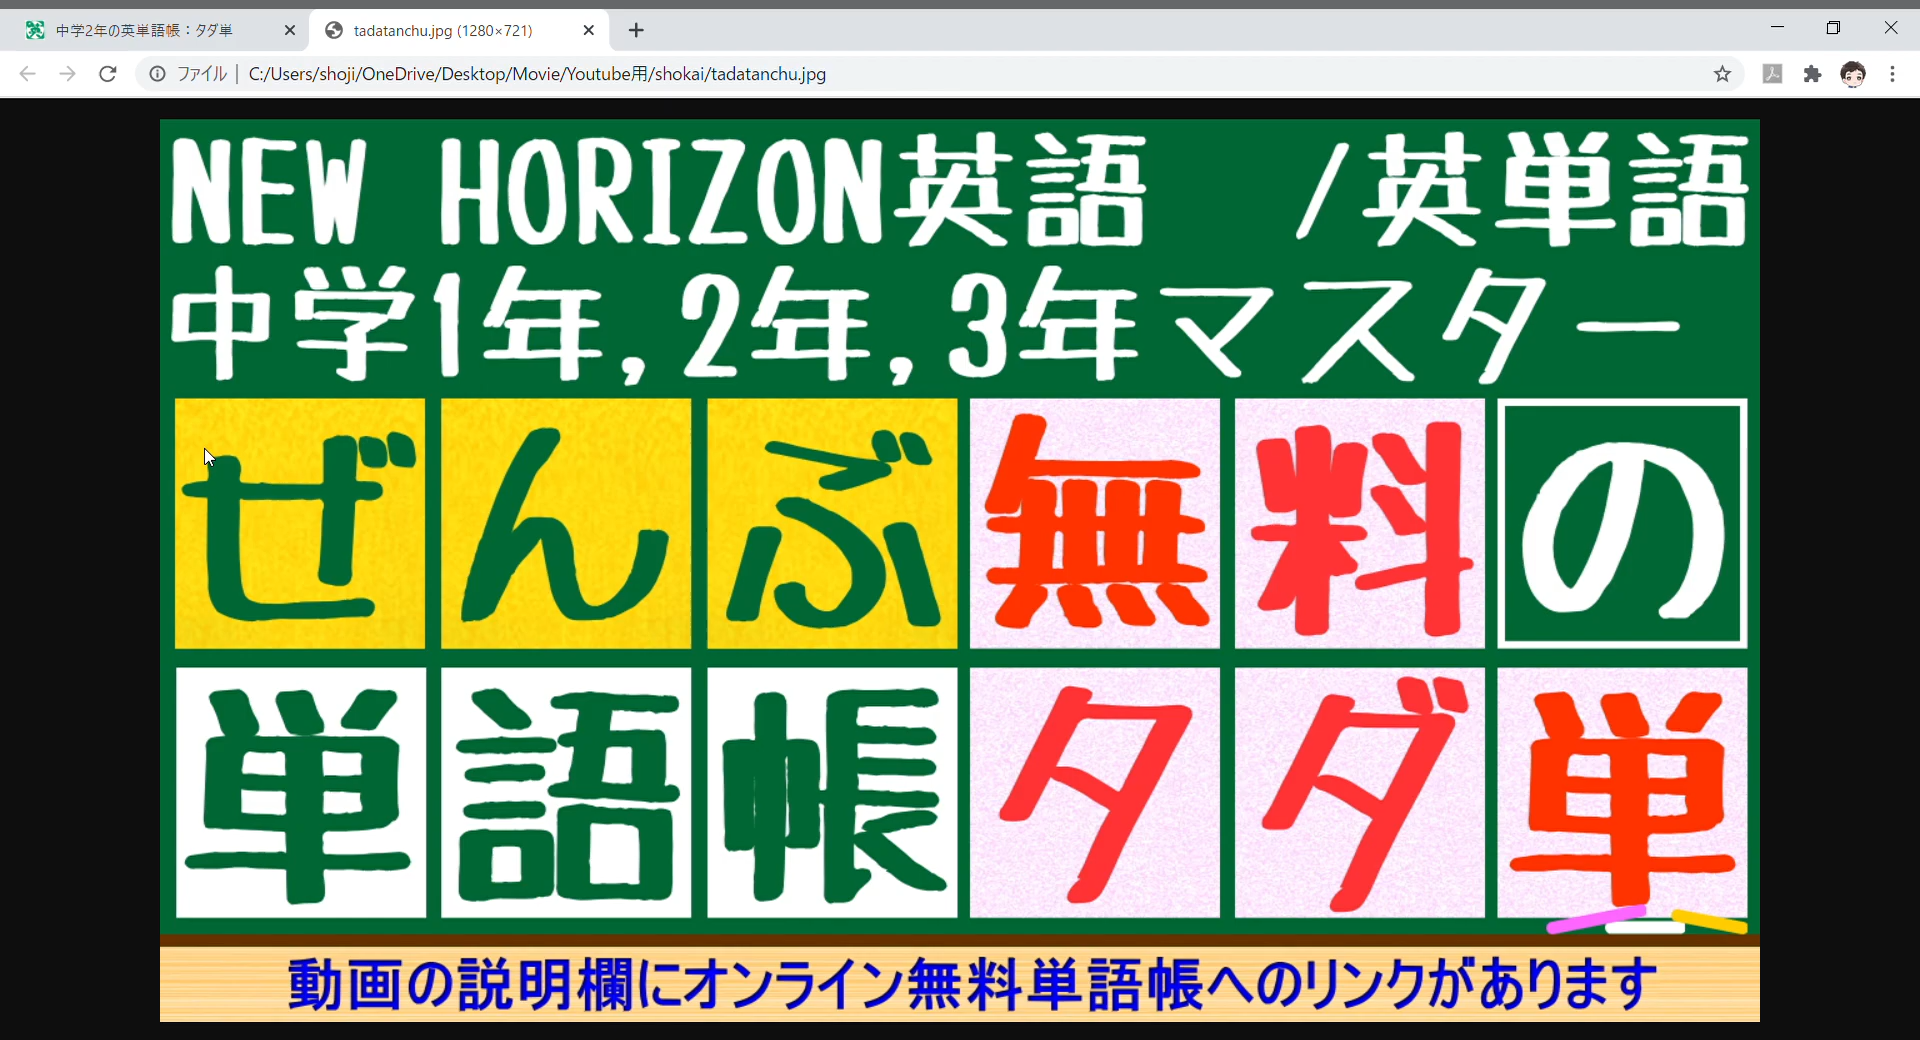 中学2年の英単語帳：タダ単
tadatanchu.jpg (1280×721)
ファイル | C:/Users/shoji/OneDrive/Desktop/Movie/Youtube用/shokai/tadatanchu.jpg
NEW HORIZON英語　/英単語
中学1年,2年,3年マスター
ぜんぶ無料の
単語帳タダ単
動画の説明欄にオンライン無料単語帳へのリンクがあります